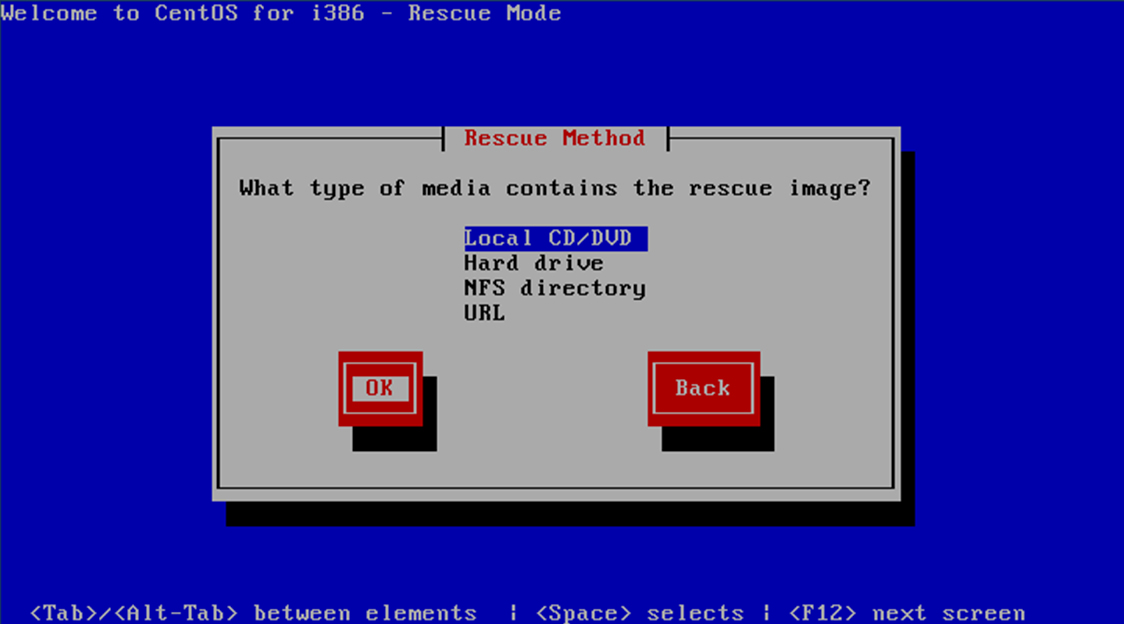 Welcome to CentOS for i386 - Rescue Mode
Rescue Method
What type of media contains the rescue image?
Local CD/DVD
Hard drive
NFS directory
URL
OK
Back
<Tab>/<Alt-Tab> between elements | <Space> selects | <F12> next screen